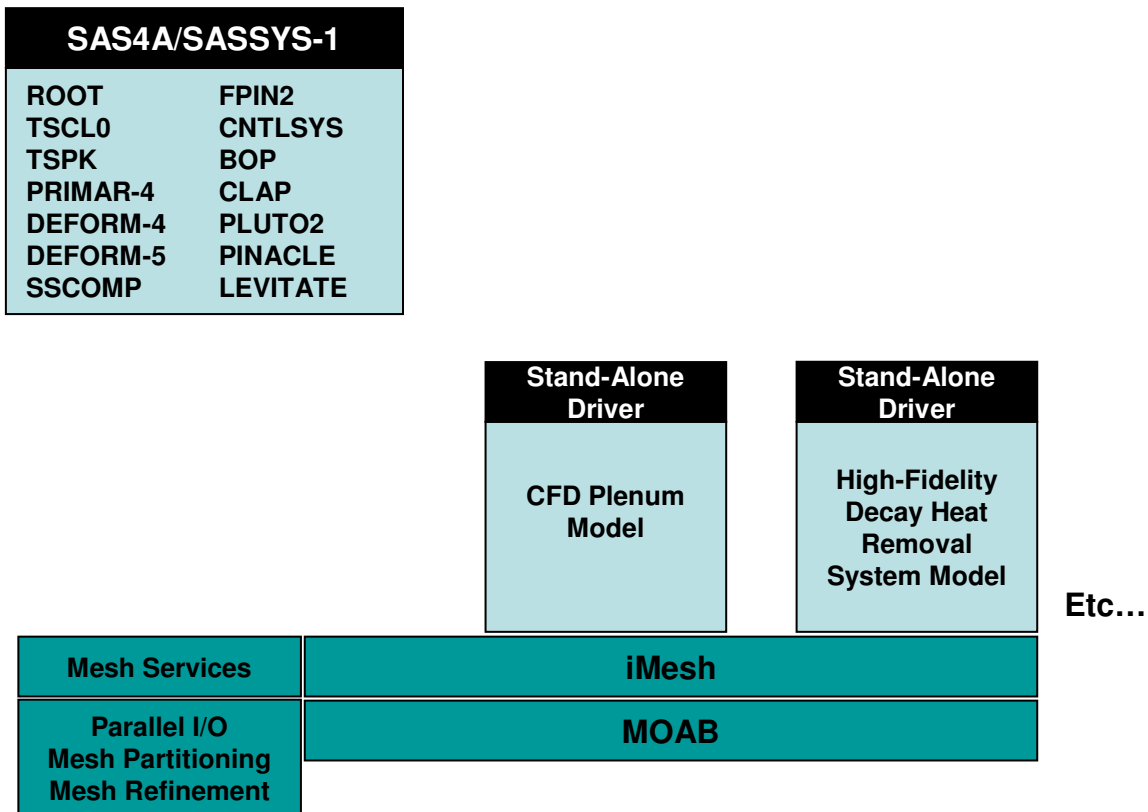 SAS4A/SASSYS-1
ROOT FPIN2
TSCL0 CNTLSYS
TSPK BOP
PRIMAR-4 CLAP
DEFORM-4 PLUTO2
DEFORM-5 PINACLE
SSCOMP LEVITATE
Stand-Alone
Driver
CFD Plenum
Model
Stand-Alone
Driver
High-Fidelity
Decay Heat
Removal
System Model
Etc…
Mesh Services
iMesh
Parallel I/O
Mesh Partitioning
Mesh Refinement
MOAB